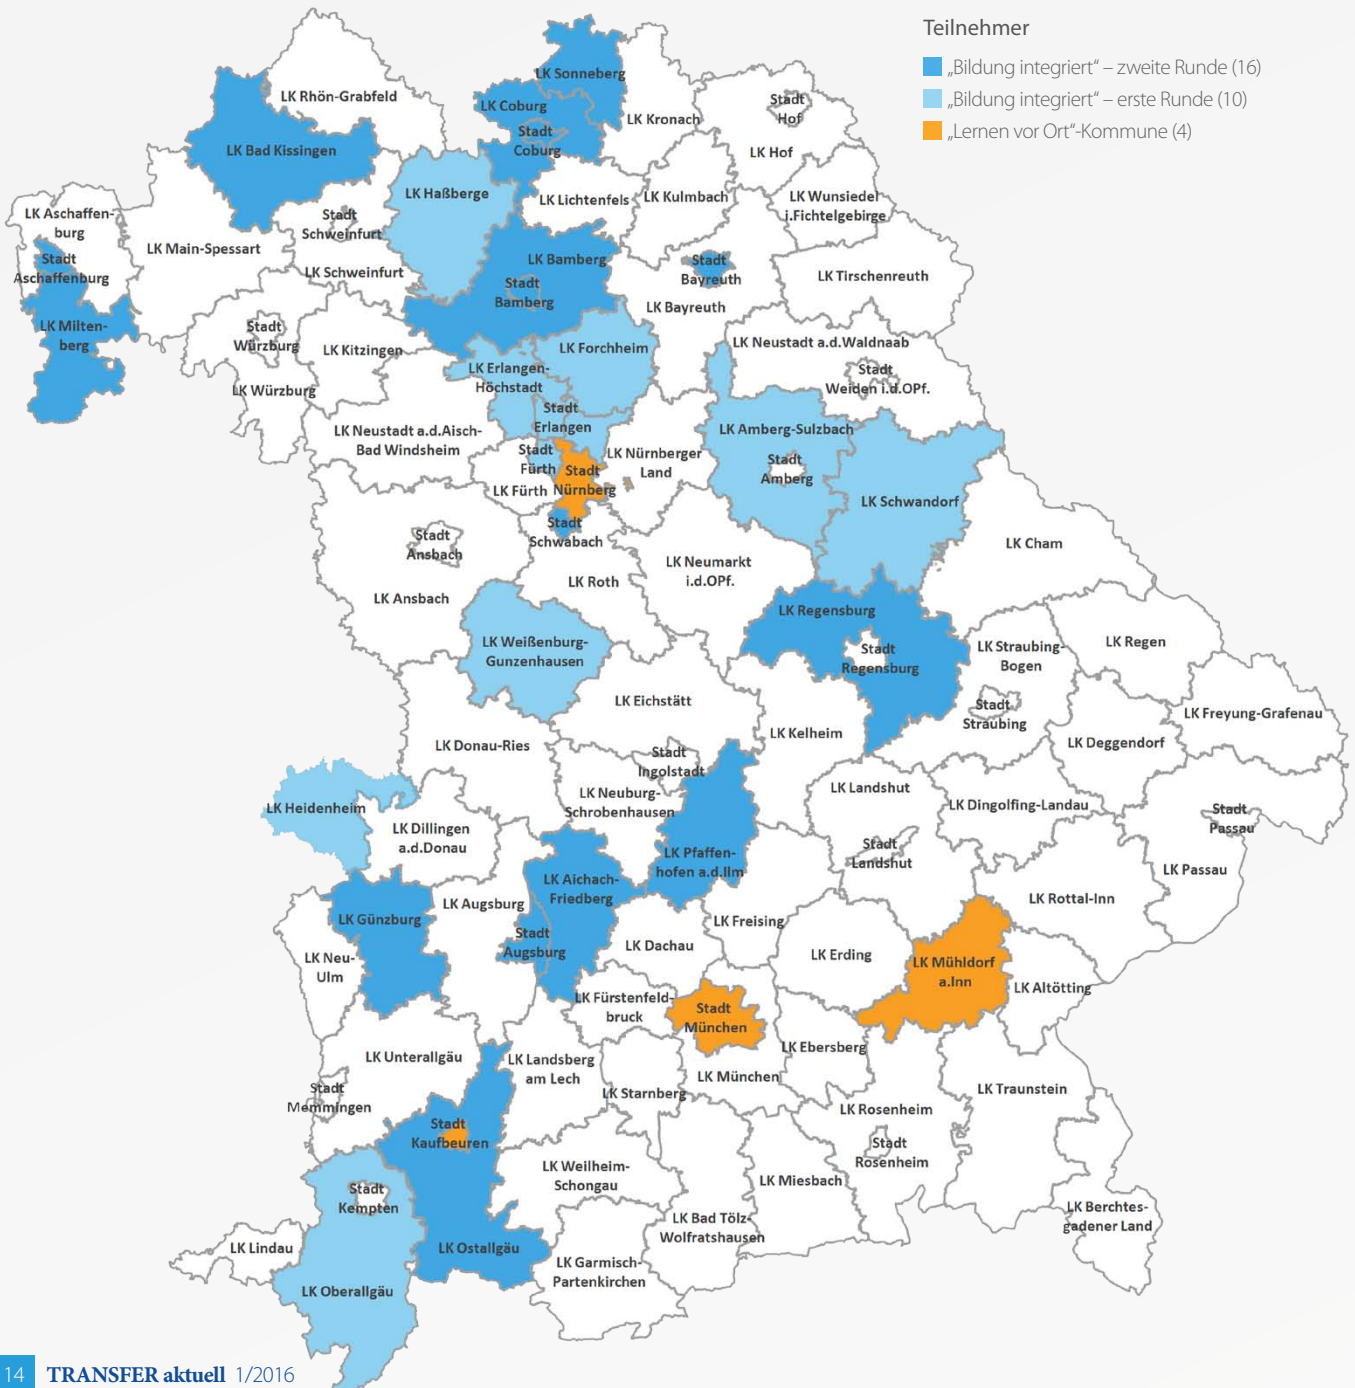 Teilnehmer
„Bildung integriert“ – zweite Runde (16)
„Bildung integriert“ – erste Runde (10)
„Lernen vor Ort“-Kommune (4)
LK Sonneberg
LK Rhön-Grabfeld
LK Coburg
Stadt
Hof
LK Kronach
Stadt
Coburg
LK Bad Kissingen
LK Hof
LK Haßberge
LK Lichtenfels
LK Kulmbach
LK Wunsiedel
i.Fichtelgebirge
LK Aschaffen-
burg
Stadt
Schweinfurt
LK Main-Spessart
Stadt
Aschaffenburg
LK Schweinfurt
LK Bamberg
Stadt
Bayreuth
LK Tirschenreuth
Stadt
Bamberg
LK Bayreuth
LK Milten-
berg
Stadt
Würzburg
LK Kitzingen
LK Forchheim
LK Neustadt a.d.Waldnaab
LK Erlangen-
Höchstadt
Stadt
Weiden i.d.OPf.
LK Würzburg
Stadt
Erlangen
LK Neustadt a.d.Aisch-
Bad Windsheim
LK Amberg-Sulzbach
Stadt
Fürth
LK Nürnberger
Land
Stadt
Amberg
Stadt
Nürnberg
LK Fürth
LK Schwandorf
Stadt
Schwabach
Stadt
Ansbach
LK Cham
LK Neumarkt
i.d.OPf.
LK Roth
LK Ansbach
LK Regensburg
LK Weißenburg-
Gunzenhausen
Stadt
Regensburg
LK Straubing-
Bogen
LK Regen
LK Eichstätt
Stadt
Straubing
LK Freyung-Grafenau
LK Kelheim
LK Deggendorf
LK Donau-Ries
Stadt
Ingolstadt
LK Neuburg-
Schrobenhausen
LK Landshut
LK Dingolfing-Landau
LK Heidenheim
Stadt
Passau
LK Dillingen
a.d.Donau
Stadt
Landshut
LK Pfaffen-
hofen a.d.Ilm
LK Passau
LK Aichach-
Friedberg
LK Rottal-Inn
LK Augsburg
LK Günzburg
LK Freising
Stadt
Augsburg
LK Dachau
LK Erding
LK Neu-
Ulm
LK Mühldorf
a.Inn
LK Altötting
LK Fürstenfeld-
bruck
Stadt
München
LK Ebersberg
LK Unterallgäu
LK Landsberg
am Lech
LK München
LK Starnberg
LK Traunstein
Stadt
Memmingen
LK Rosenheim
Stadt
Kaufbeuren
Stadt
Rosenheim
LK Weilheim-
Schongau
LK Miesbach
Stadt
Kempten
LK Berchtes-
gadener Land
LK Bad Tölz-
Wolfratshausen
LK Lindau
LK Ostallgäu
LK Garmisch-
Partenkirchen
LK Oberallgäu
14 TRANSFER aktuell 1/2016